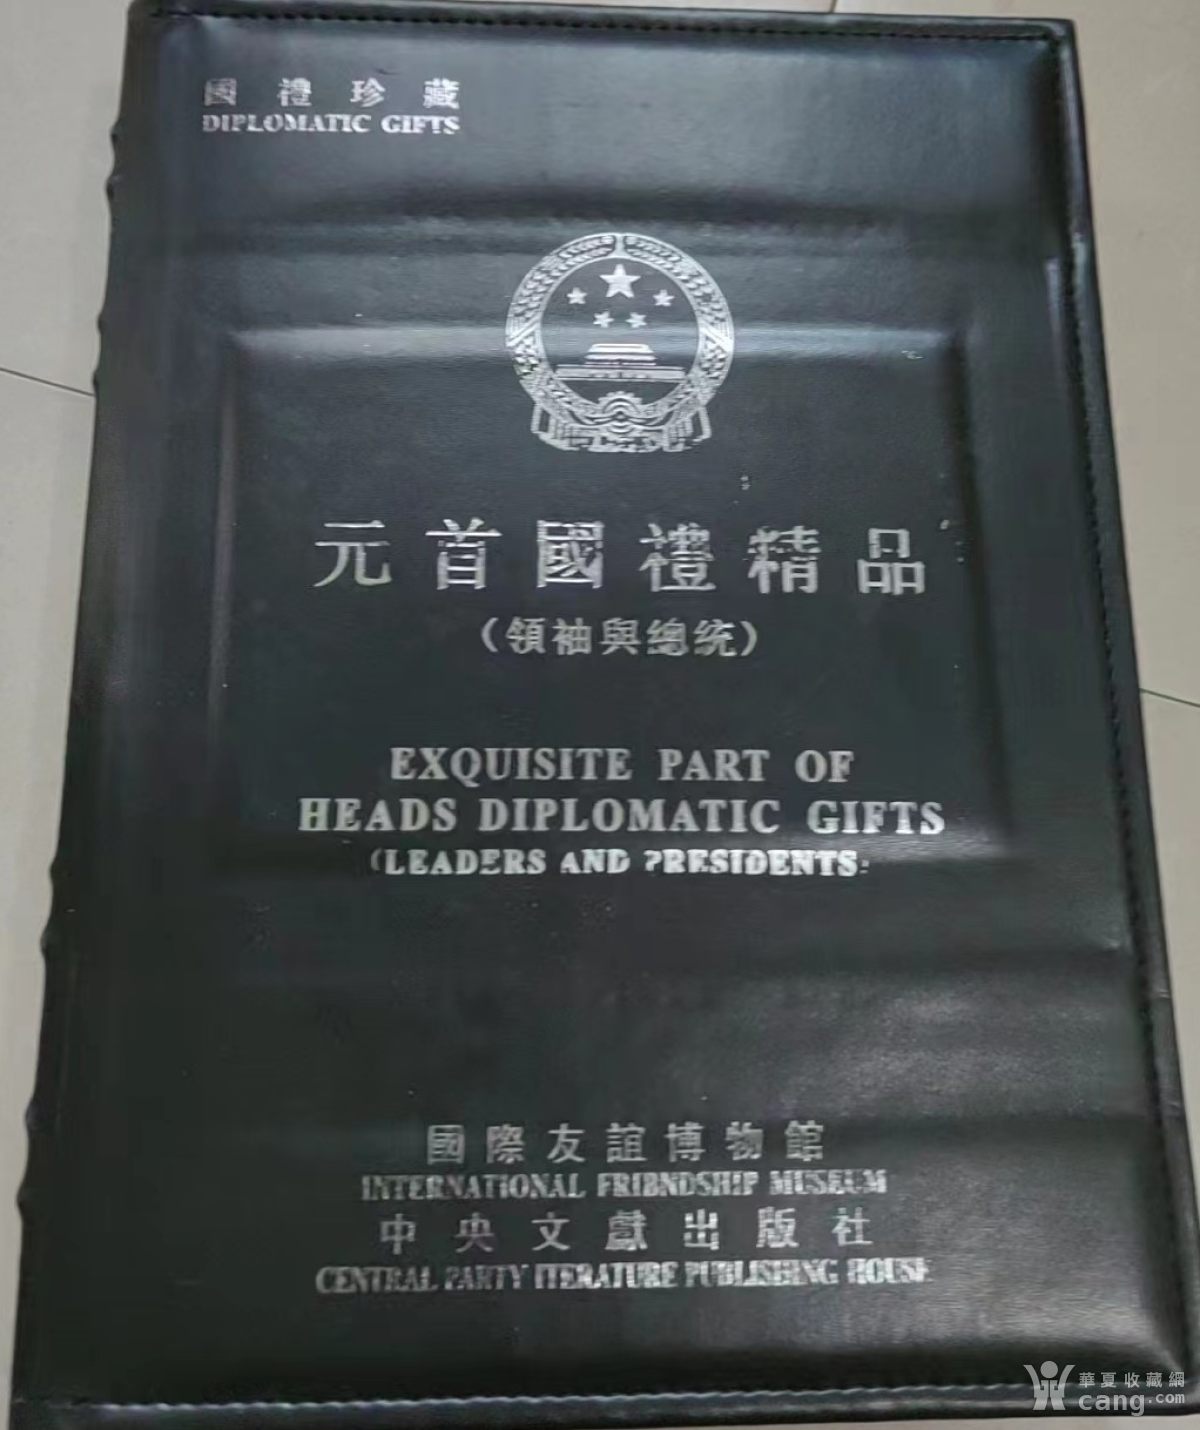 國禮珍藏
DIPLOMATIC GIFTS
元首國禮精品
(領袖與總統)
EXQUISITE PART OF
HEADS DIPLOMATIC GIFTS
(LEADERS AND PRESIDENTS)
國際友誼博物館
INTERNATIONAL FRIBNDSHIP MUSEUM
中央文獻出版社
CENTRAL PARTY ITERATURE PUBLISHING HOUSE
華夏收藏網
cang.com